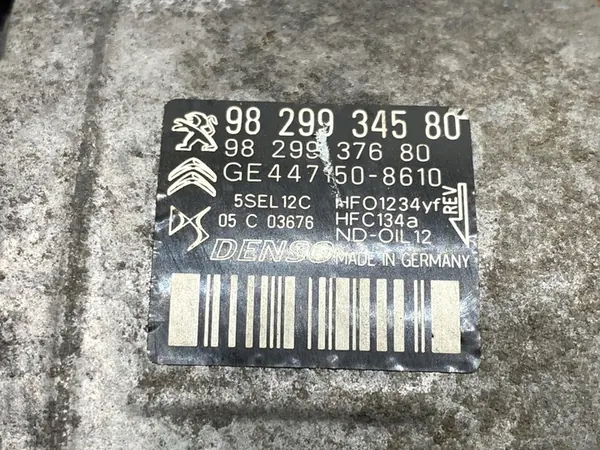 98 299 345 80
98 299 376 80
GE447150-8610
5SEL12C HFO1234yf
05 C 03676 HFC134a
ND-OIL12
REV
DENSO MADE IN GERMANY